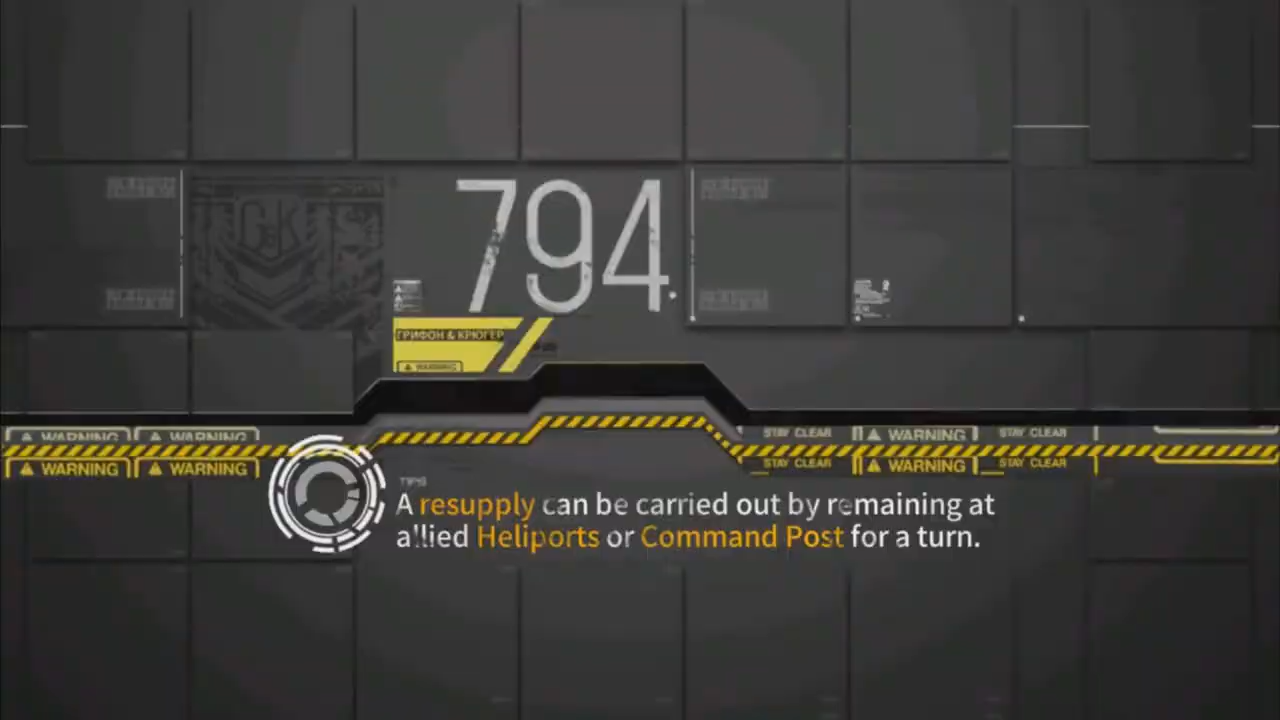 G&K
794.
ГРИФОН & КРЮГЕР
WARNING
WARNING WARNING STAY CLEAR WARNING STAY CLEAR
WARNING WARNING STAY CLEAR WARNING STAY CLEAR
TIPS
A resupply can be carried out by remaining at
allied Heliports or Command Post for a turn.